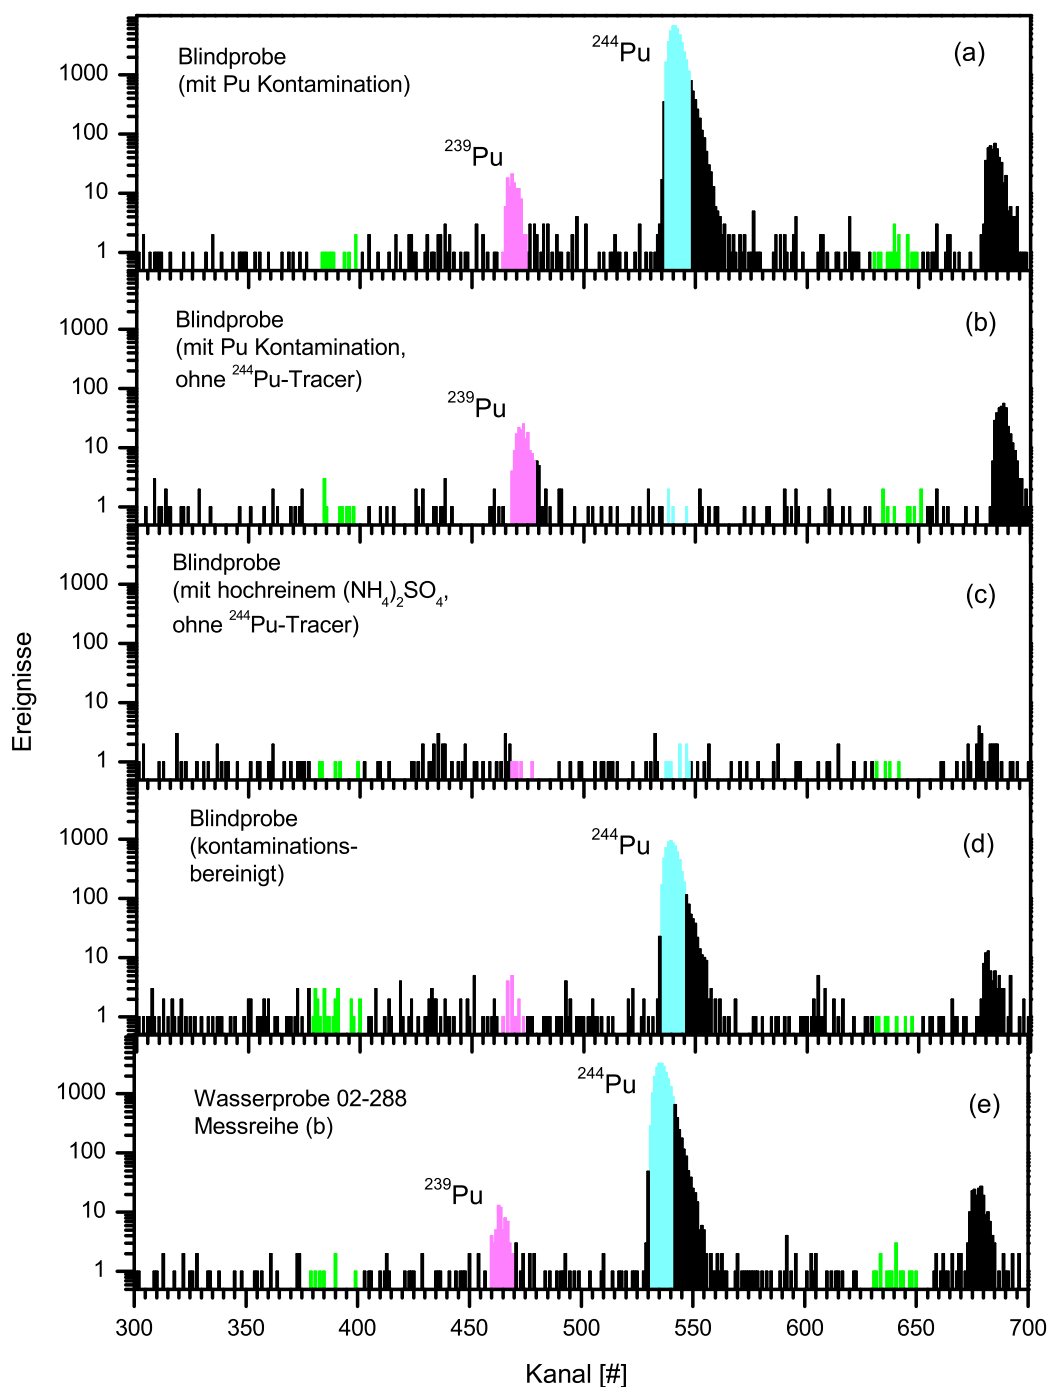 Blindprobe
(mit Pu Kontamination)
²⁴⁴Pu
(a)
²³⁹Pu
1000
100
10
1
Blindprobe
(mit Pu Kontamination,
ohne ²⁴⁴Pu-Tracer)
(b)
²³⁹Pu
1000
100
10
1
Blindprobe
(mit hochreinem (NH₄)₂SO₄,
ohne ²⁴⁴Pu-Tracer)
(c)
1000
100
10
1
Ereignisse
Blindprobe
(kontaminations-
bereinigt)
²⁴⁴Pu
(d)
1000
100
10
1
Wasserprobe 02-288
Messreihe (b)
²⁴⁴Pu
(e)
²³⁹Pu
1000
100
10
1
300 350 400 450 500 550 600 650 700
Kanal [#]